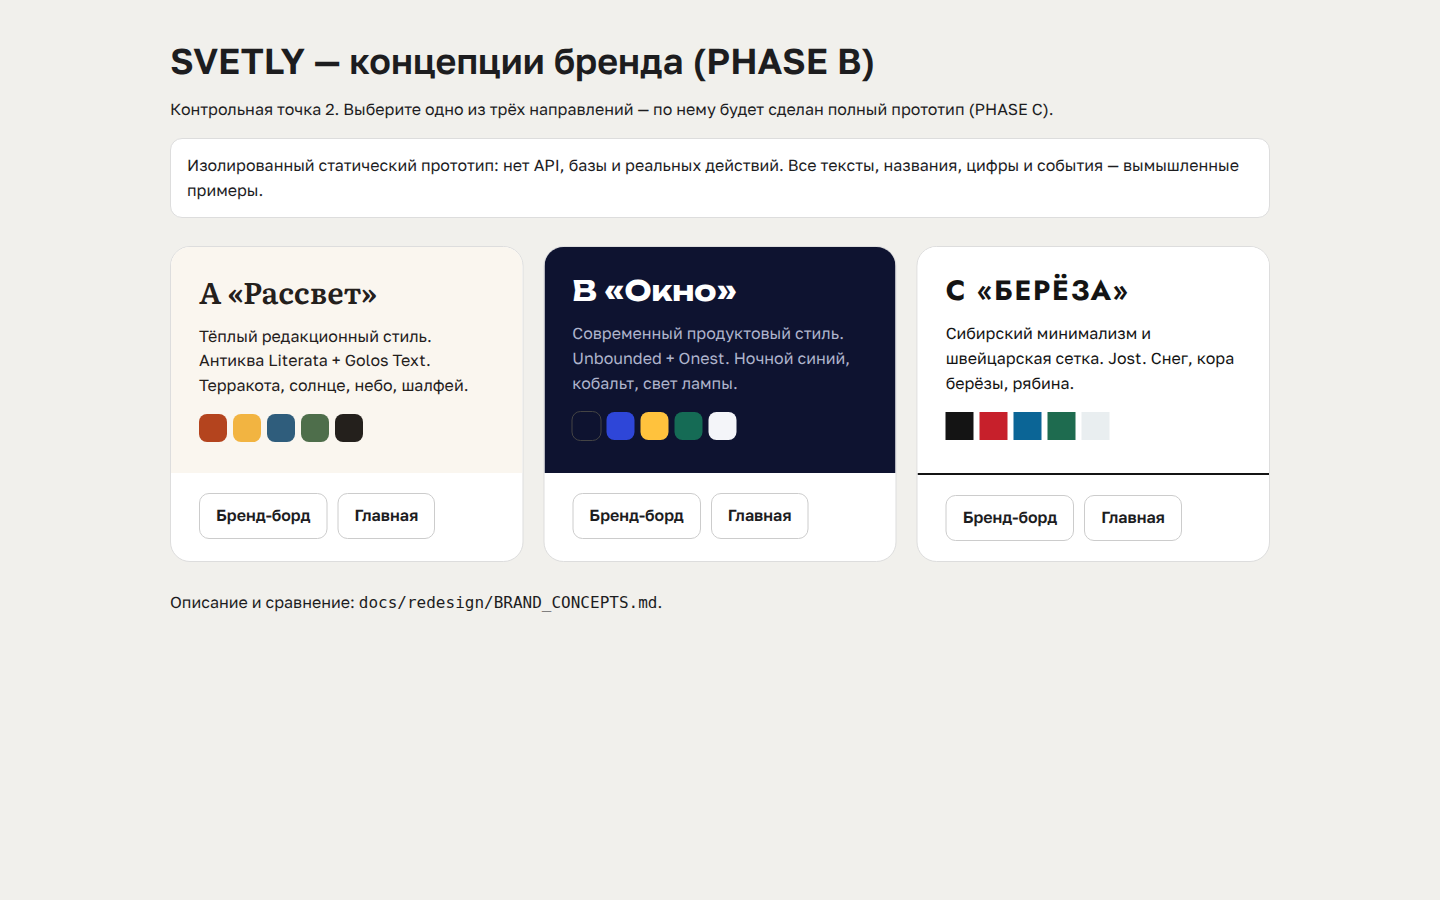 SVETLY — концепции бренда (PHASE B)
Контрольная точка 2. Выберите одно из трёх направлений — по нему будет сделан полный прототип (PHASE C).
Изолированный статический прототип: нет API, базы и реальных действий. Все тексты, названия, цифры и события — вымышленные
примеры.
A «Рассвет»
Тёплый редакционный стиль.
Антиква Literata + Golos Text.
Терракота, солнце, небо, шалфей.
Бренд-борд
Главная
B «Окно»
Современный продуктовый стиль.
Unbounded + Onest. Ночной синий,
кобальт, свет лампы.
Бренд-борд
Главная
C «БЕРЁЗА»
Сибирский минимализм и
швейцарская сетка. Jost. Снег, кора
берёзы, рябина.
Бренд-борд
Главная
Описание и сравнение: docs/redesign/BRAND_CONCEPTS.md.